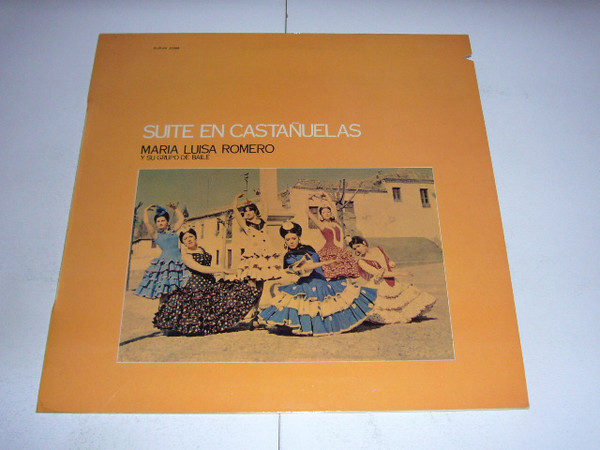 SUITE EN CASTAÑUELAS
MARIA LUISA ROMERO
Y SU GRUPO DE BAILE